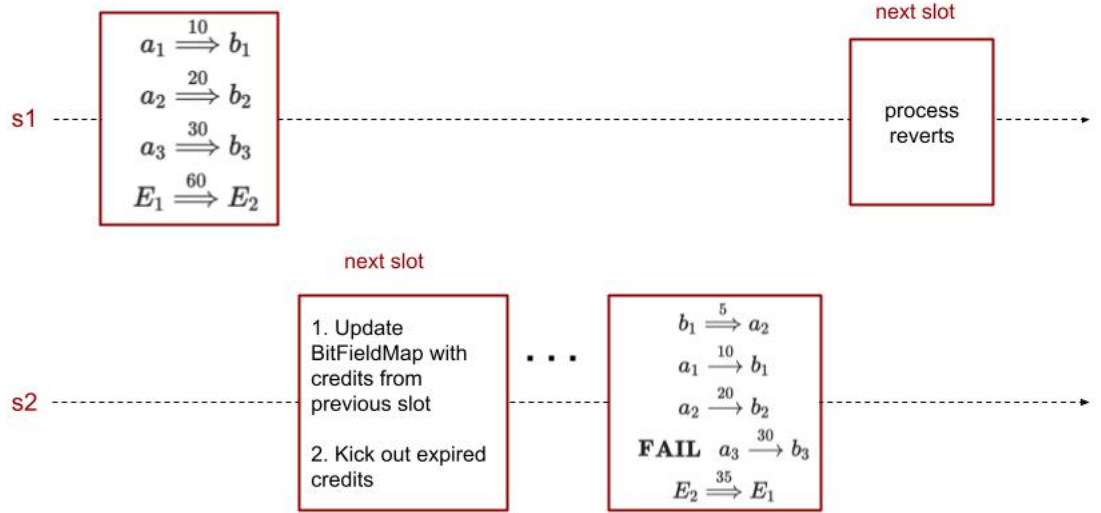 next slot
a₁ ⟹ b₁ 10
a₂ ⟹ b₂ 20
a₃ ⟹ b₃ 30
E₁ ⟹ E₂ 60
s1
process
reverts
next slot
1. Update
BitFieldMap with
credits from
previous slot
2. Kick out expired
credits
. . .
b₁ ⟹ a₂ 5
a₁ ⟶ b₁ 10
a₂ ⟶ b₂ 20
FAIL a₃ ⟶ b₃ 30
E₂ ⟹ E₁ 35
s2